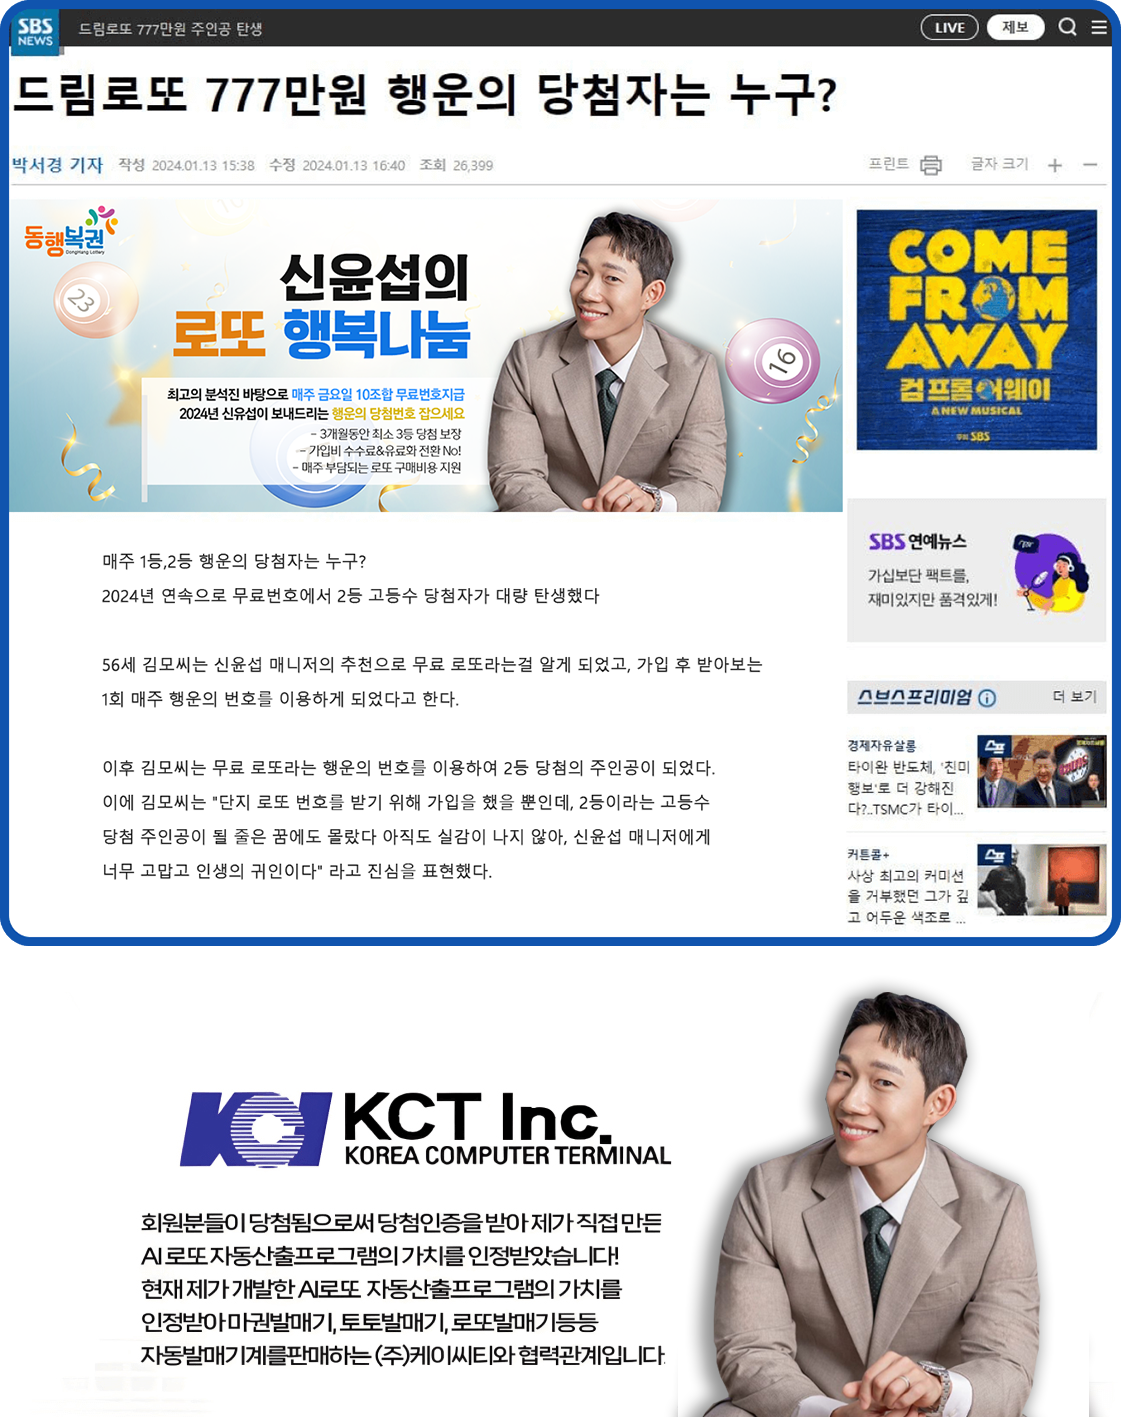 SBS
NEWS
드림로또 777만원 주인공 탄생
LIVE
제보
드림로또 777만원 행운의 당첨자는 누구?
박서경 기자 작성 2024.01.13 15:38 수정 2024.01.13 16:40 조회 26,399
프린트 글자 크기
동행복권
Donghang Lottery
23
10
16
신윤섭의
로또 행복나눔
최고의 분석진 바탕으로 매주 금요일 10조합 무료번호지급
2024년 신유섭이 보내드리는 행운의 당첨번호 잡으세요
- 3개월동안 최소 3등 당첨 보장
- 가입비 수수료&유료화 전환 No!
- 매주 부담되는 로또 구매비용 지원
매주 1등,2등 행운의 당첨자는 누구?
2024년 연속으로 무료번호에서 2등 고등수 당첨자가 대량 탄생했다
56세 김모씨는 신윤섭 매니저의 추천으로 무료 로또라는걸 알게 되었고, 가입 후 받아보는
1회 매주 행운의 번호를 이용하게 되었다고 한다.
이후 김모씨는 무료 로또라는 행운의 번호를 이용하여 2등 당첨의 주인공이 되었다.
이에 김모씨는 "단지 로또 번호를 받기 위해 가입을 했을 뿐인데, 2등이라는 고등수
당첨 주인공이 될 줄은 꿈에도 몰랐다 아직도 실감이 나지 않아, 신윤섭 매니저에게
너무 고맙고 인생의 귀인이다" 라고 진심을 표현했다.
COME
FROM
AWAY
컴 프롬 어웨이
A NEW MUSICAL
주최 SBS
SBS 연예뉴스
가십보단 팩트를,
재미있지만 품격있게!
스브스프리미엄
더 보기
경제자유살롱
타이완 반도체, '친미
행보'로 더 강해진
다?..TSMC가 타이...
스프
커튼콜+
사상 최고의 커미션
을 거부했던 그가 깊
고 어두운 색조로 ...
스프
KCT Inc.
KOREA COMPUTER TERMINAL
회원분들이 당첨됨으로써 당첨인증을 받아 제가 직접 만든
AI 로또 자동산출프로그램의 가치를 인정받았습니다!
현재 제가 개발한 AI로또 자동산출프로그램의 가치를
인정받아 마권발매기, 토토발매기, 로또발매기등등
자동발매기계를판매하는 (주)케이씨티와 협력관계입니다.